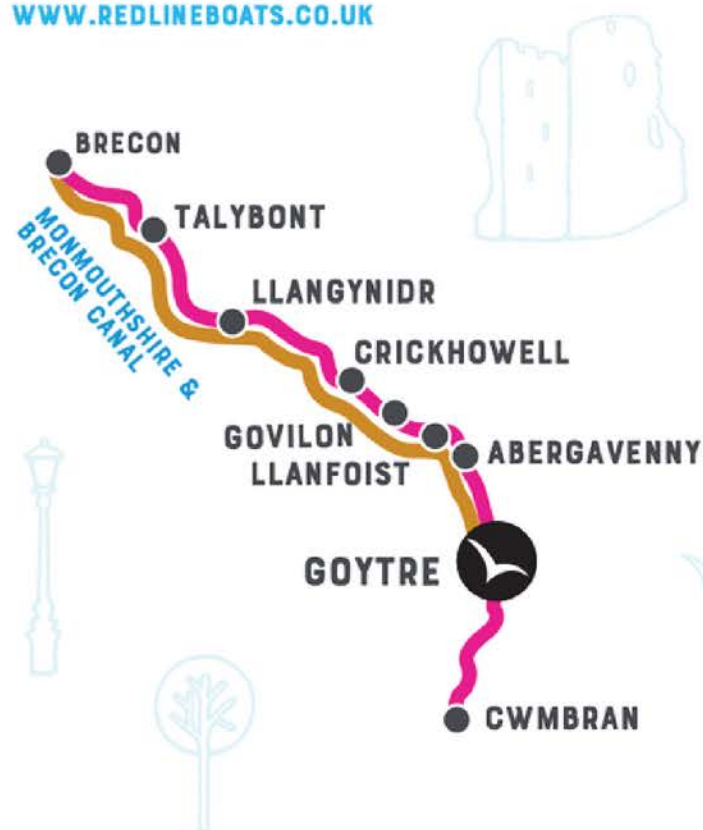 WWW.REDLINEBOATS.CO.UK
BRECON
TALYBONT
MONMOUTHSHIRE &
BRECON CANAL
LLANGYNIDR
CRICKHOWELL
GOVILON
LLANFOIST
ABERGAVENNY
GOYTRE
CWMBRAN